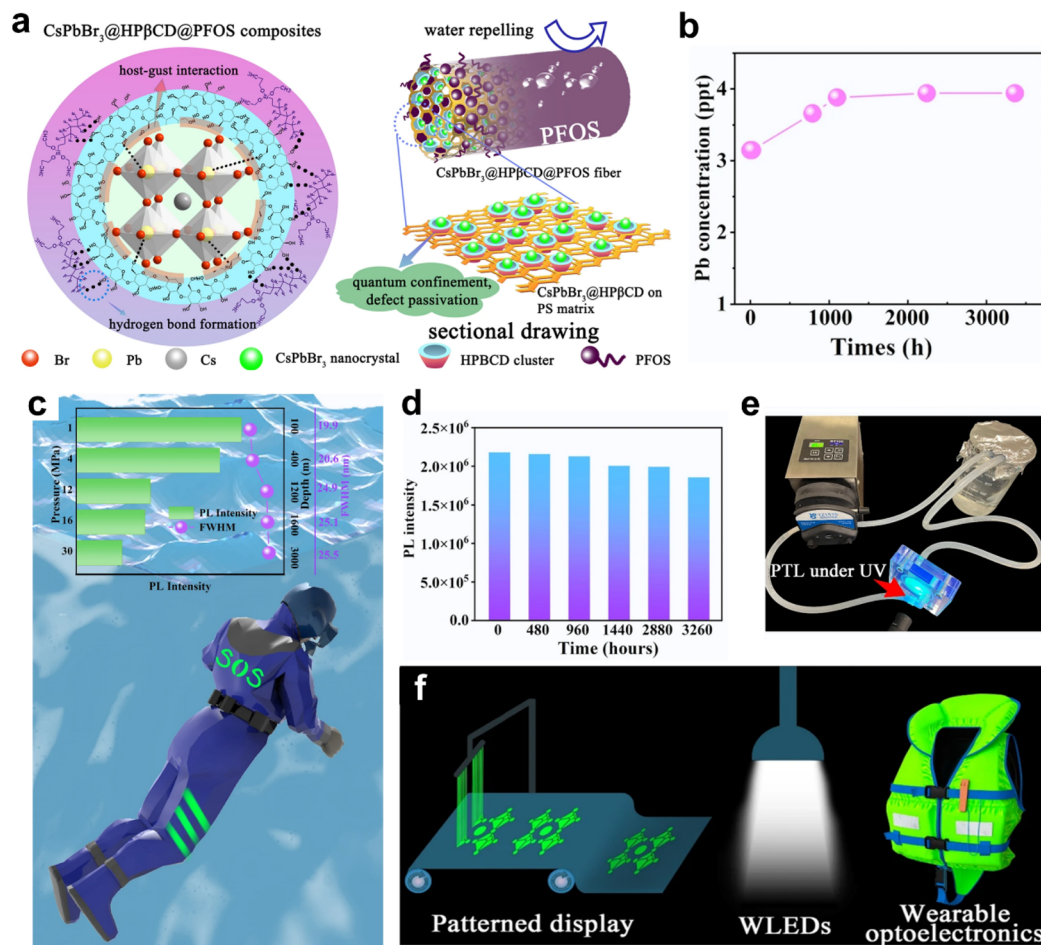 a
CsPbBr3@HPβCD@PFOS composites
host-gust interaction
hydrogen bond formation
water repelling
PFOS
CsPbBr3@HPβCD@PFOS fiber
quantum confinement,
defect passivation
CsPbBr3@HPβCD on
PS matrix
sectional drawing
Br
Pb
Cs
CsPbBr3 nanocrystal
HPBCD cluster
PFOS
b
Pb concentration (ppt)
4
3
2
1
0
1000
2000
3000
Times (h)
c
Pressure (MPa)
1
4
12
16
30
PL Intensity
FWHM
100
400
1200
1600
3000
Depth (m)
19.9
20.6
24.9
25.1
25.5
FWHM (nm)
PL Intensity
SOS
d
PL intensity
2.5×10^6
2.0×10^6
1.5×10^6
1.0×10^6
5.0×10^5
0.0
0
480
960
1440
2880
3260
Time (hours)
e
PTL under UV
f
Patterned display
WLEDs
Wearable
optoelectronics